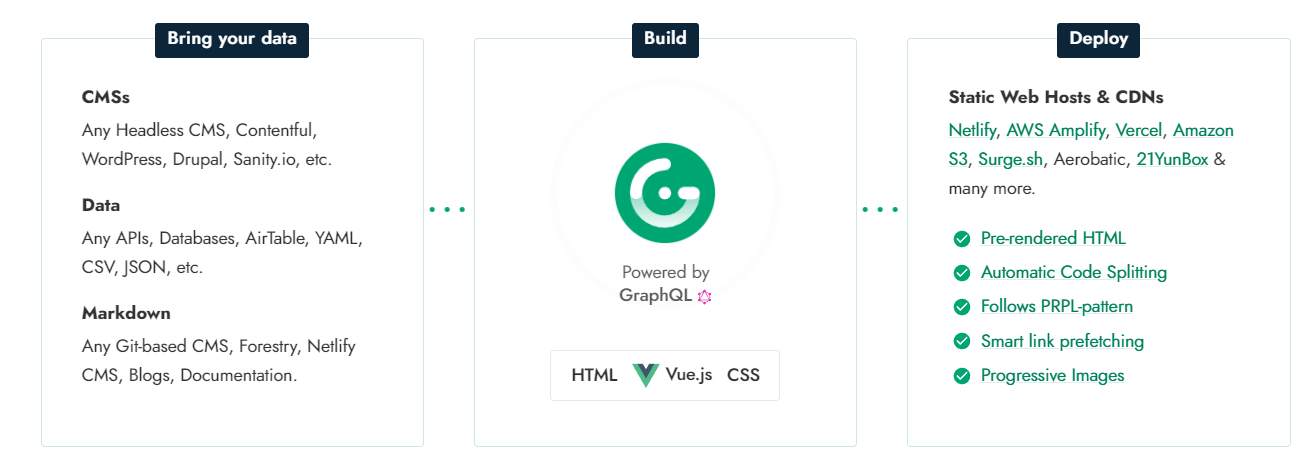 Bring your data
CMSs
Any Headless CMS, Contentful,
WordPress, Drupal, Sanity.io, etc.
Data
Any APIs, Databases, AirTable, YAML,
CSV, JSON, etc.
Markdown
Any Git-based CMS, Forestry, Netlify
CMS, Blogs, Documentation.
Build
Powered by
GraphQL
HTML Vue.js CSS
Deploy
Static Web Hosts & CDNs
Netlify, AWS Amplify, Vercel, Amazon
S3, Surge.sh, Aerobatic, 21YunBox &
many more.
Pre-rendered HTML
Automatic Code Splitting
Follows PRPL-pattern
Smart link prefetching
Progressive Images